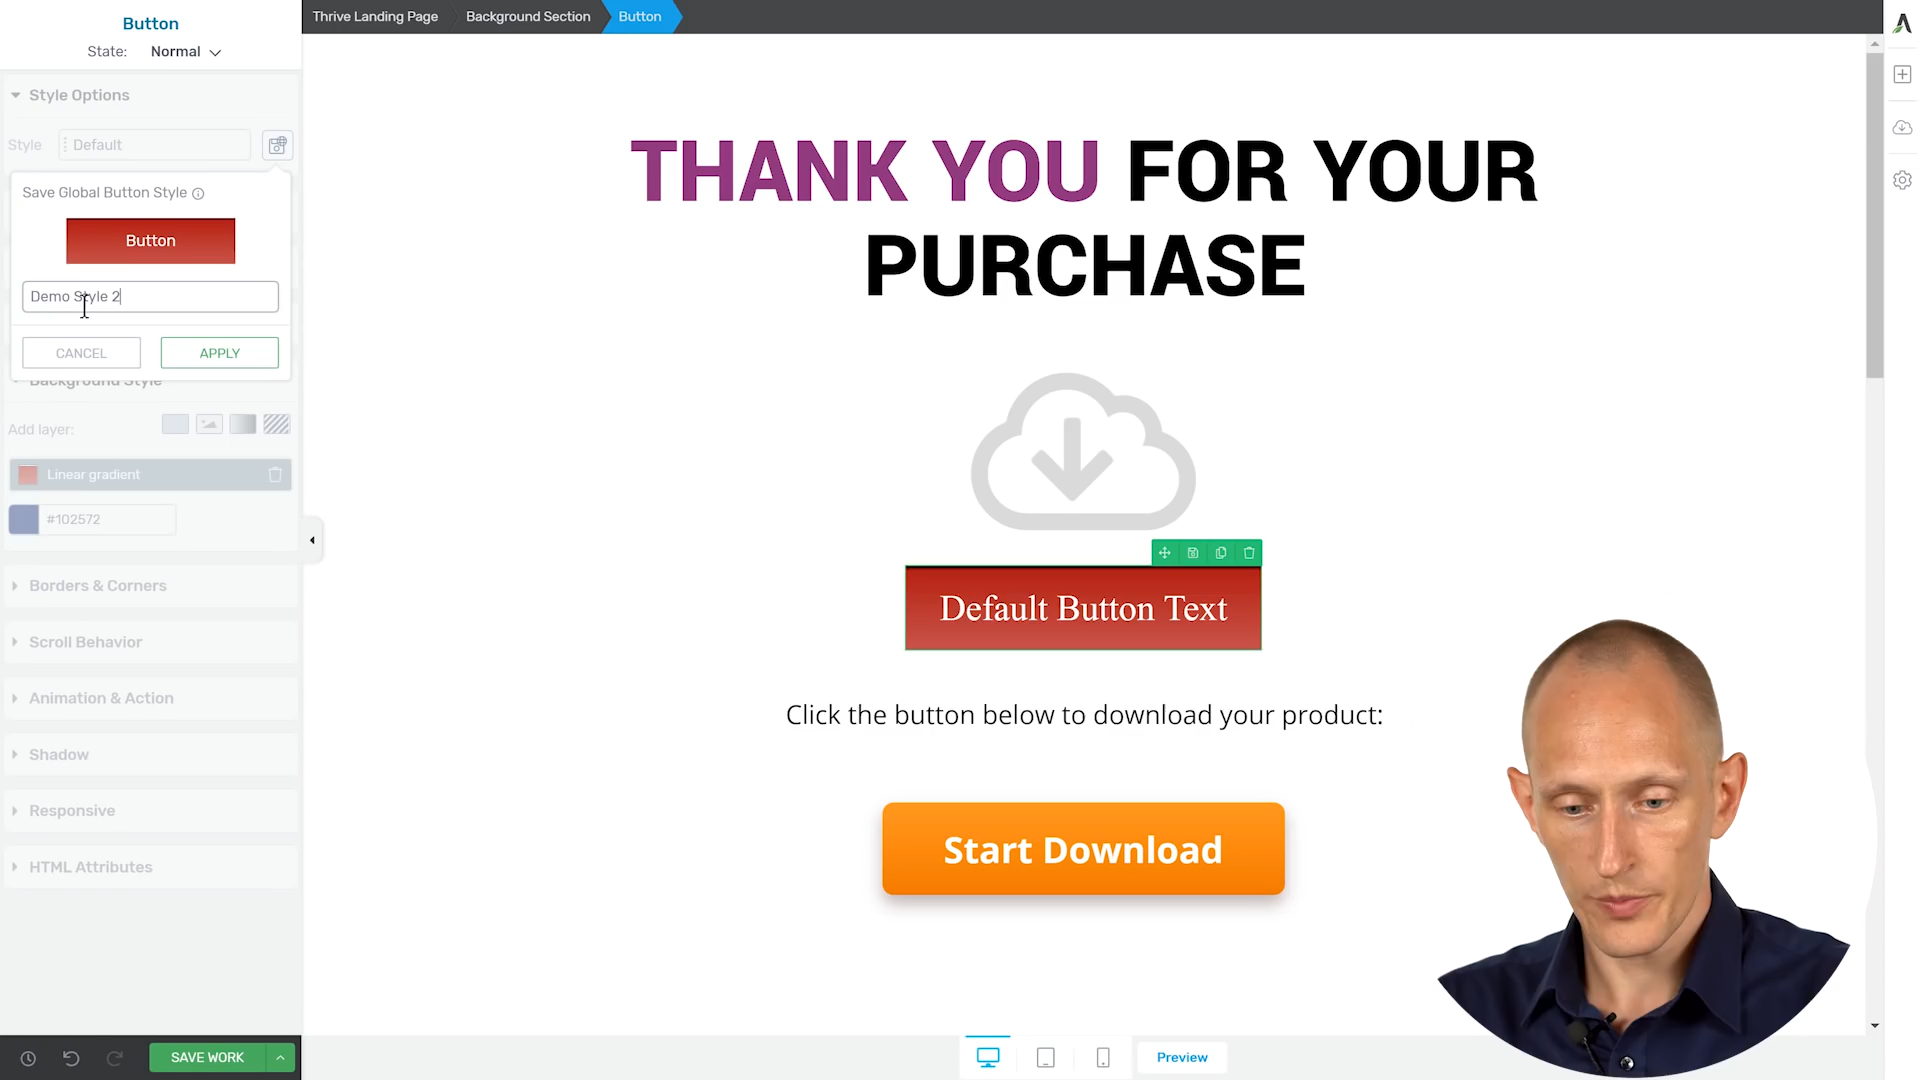 Button
State: Normal
Style Options
Style Default
Save Global Button Style
Button
Demo Style 2
CANCEL APPLY
Background Style
Add layer:
Linear gradient
#102572
Borders & Corners
Scroll Behavior
Animation & Action
Shadow
Responsive
HTML Attributes
SAVE WORK
Thrive Landing Page Background Section Button
THANK YOU FOR YOUR
PURCHASE
Default Button Text
Click the button below to download your product:
Start Download
Preview